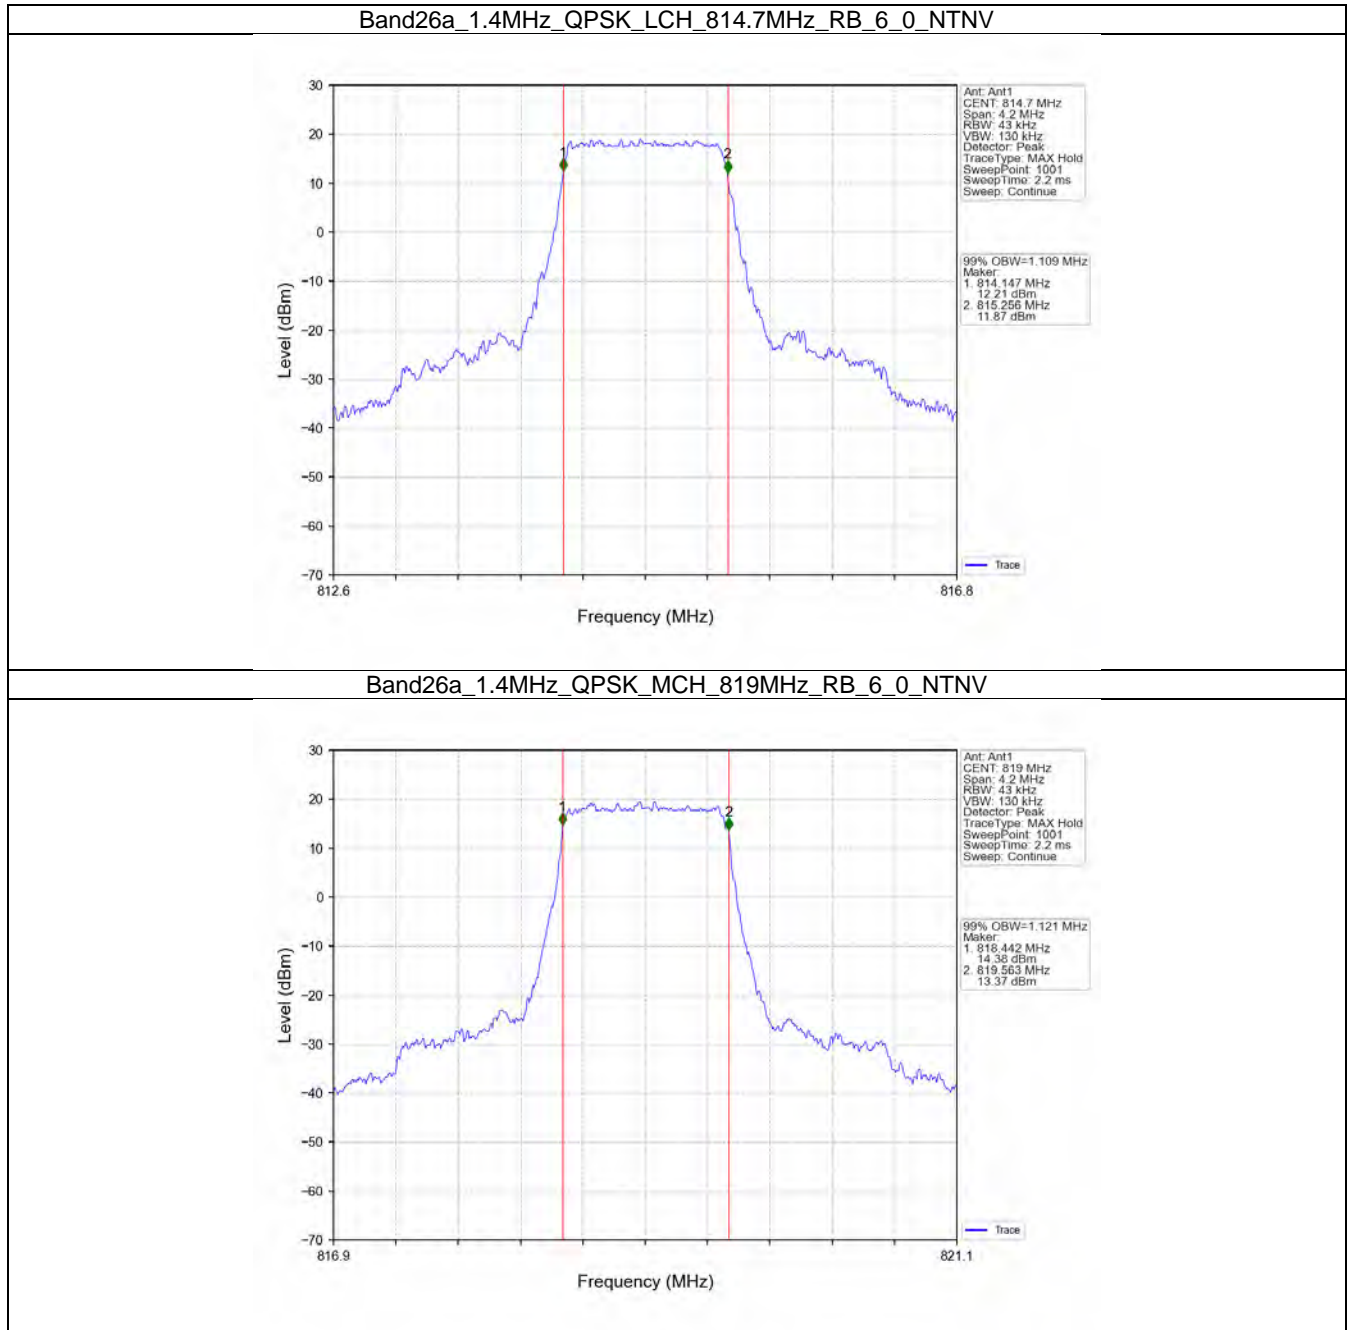 Band26a_1.4MHz_QPSK_LCH_814.7MHz_RB_6_0_NTNV
30
20
10
0
−10
−20
−30
−40
−50
−60
−70
Level (dBm)
1
2
812.6
816.8
Frequency (MHz)
Ant: Ant1
CENT: 814.7 MHz
Span: 4.2 MHz
RBW: 43 kHz
VBW: 130 kHz
Detector: Peak
TraceType: MAX Hold
SweepPoint: 1001
SweepTime: 2.2 ms
Sweep: Continue
99% OBW=1.109 MHz
Maker:
1. 814.147 MHz
12.21 dBm
2. 815.256 MHz
11.87 dBm
Trace
Band26a_1.4MHz_QPSK_MCH_819MHz_RB_6_0_NTNV
30
20
10
0
−10
−20
−30
−40
−50
−60
−70
Level (dBm)
1
2
816.9
821.1
Frequency (MHz)
Ant: Ant1
CENT: 819 MHz
Span: 4.2 MHz
RBW: 43 kHz
VBW: 130 kHz
Detector: Peak
TraceType: MAX Hold
SweepPoint: 1001
SweepTime: 2.2 ms
Sweep: Continue
99% OBW=1.121 MHz
Maker:
1. 818.442 MHz
14.38 dBm
2. 819.563 MHz
13.37 dBm
Trace